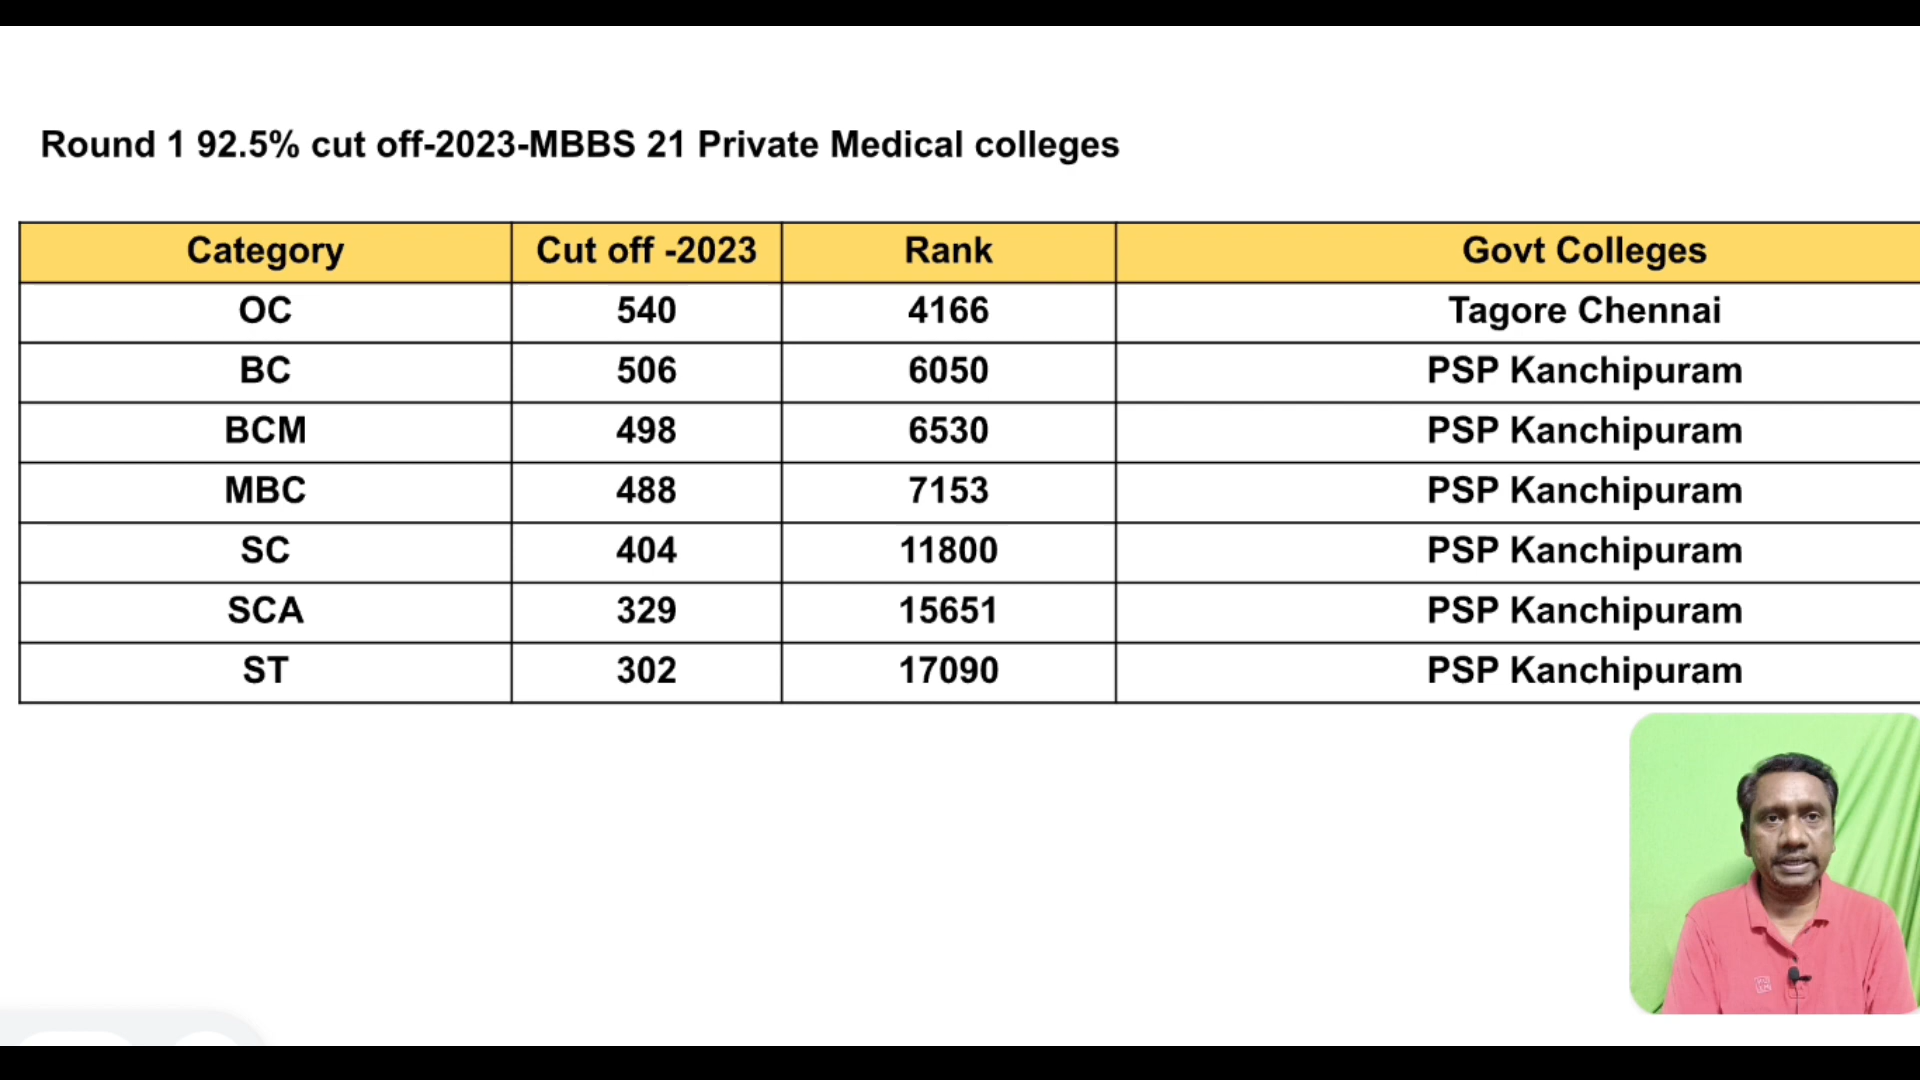 Round 1 92.5% cut off-2023-MBBS 21 Private Medical colleges
Category Cut off -2023 Rank Govt Colleges
OC 540 4166 Tagore Chennai
BC 506 6050 PSP Kanchipuram
BCM 498 6530 PSP Kanchipuram
MBC 488 7153 PSP Kanchipuram
SC 404 11800 PSP Kanchipuram
SCA 329 15651 PSP Kanchipuram
ST 302 17090 PSP Kanchipuram